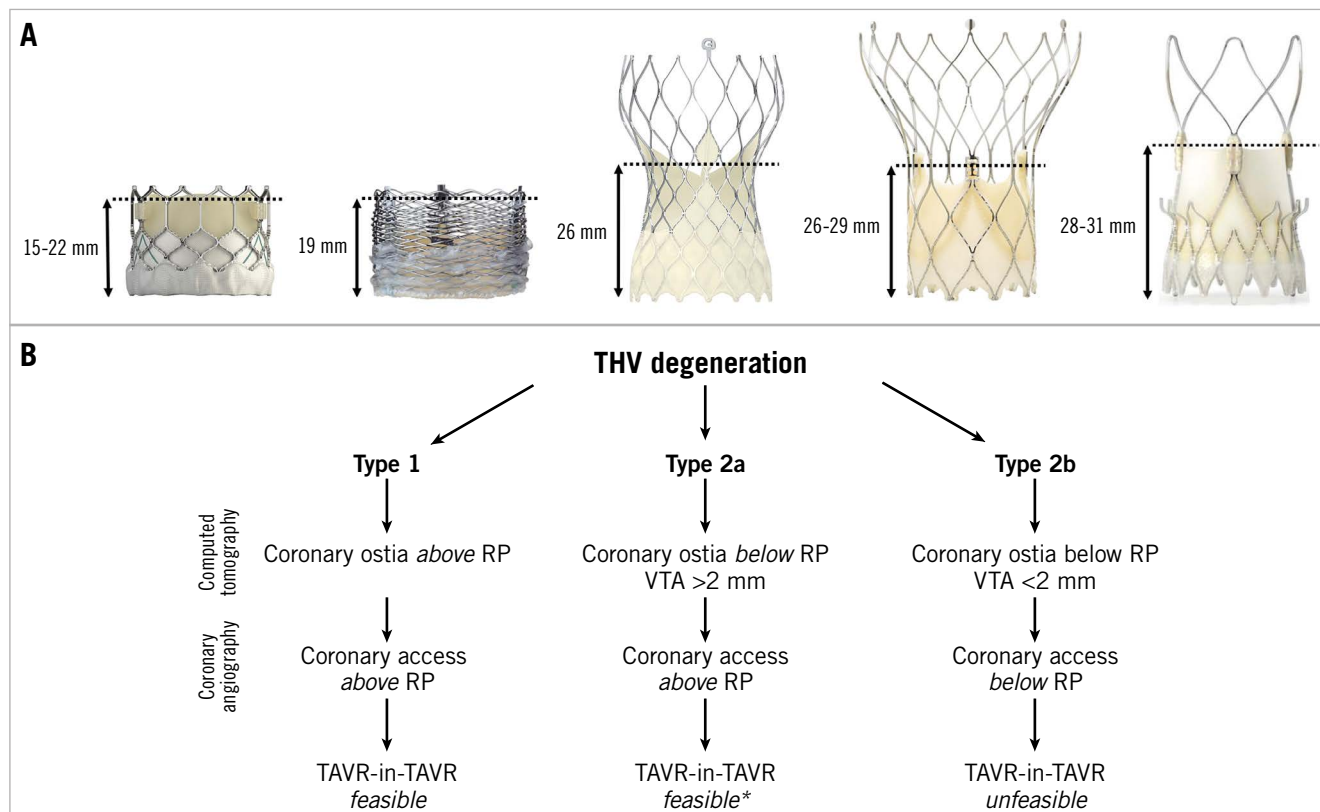 A
15-22 mm
19 mm
26 mm
26-29 mm
28-31 mm
B
THV degeneration
Type 1
Type 2a
Type 2b
Computed
tomography
Coronary ostia above RP
Coronary ostia below RP
VTA >2 mm
Coronary ostia below RP
VTA <2 mm
Coronary
angiography
Coronary access
above RP
Coronary access
above RP
Coronary access
below RP
TAVR-in-TAVR
feasible
TAVR-in-TAVR
feasible*
TAVR-in-TAVR
unfeasible